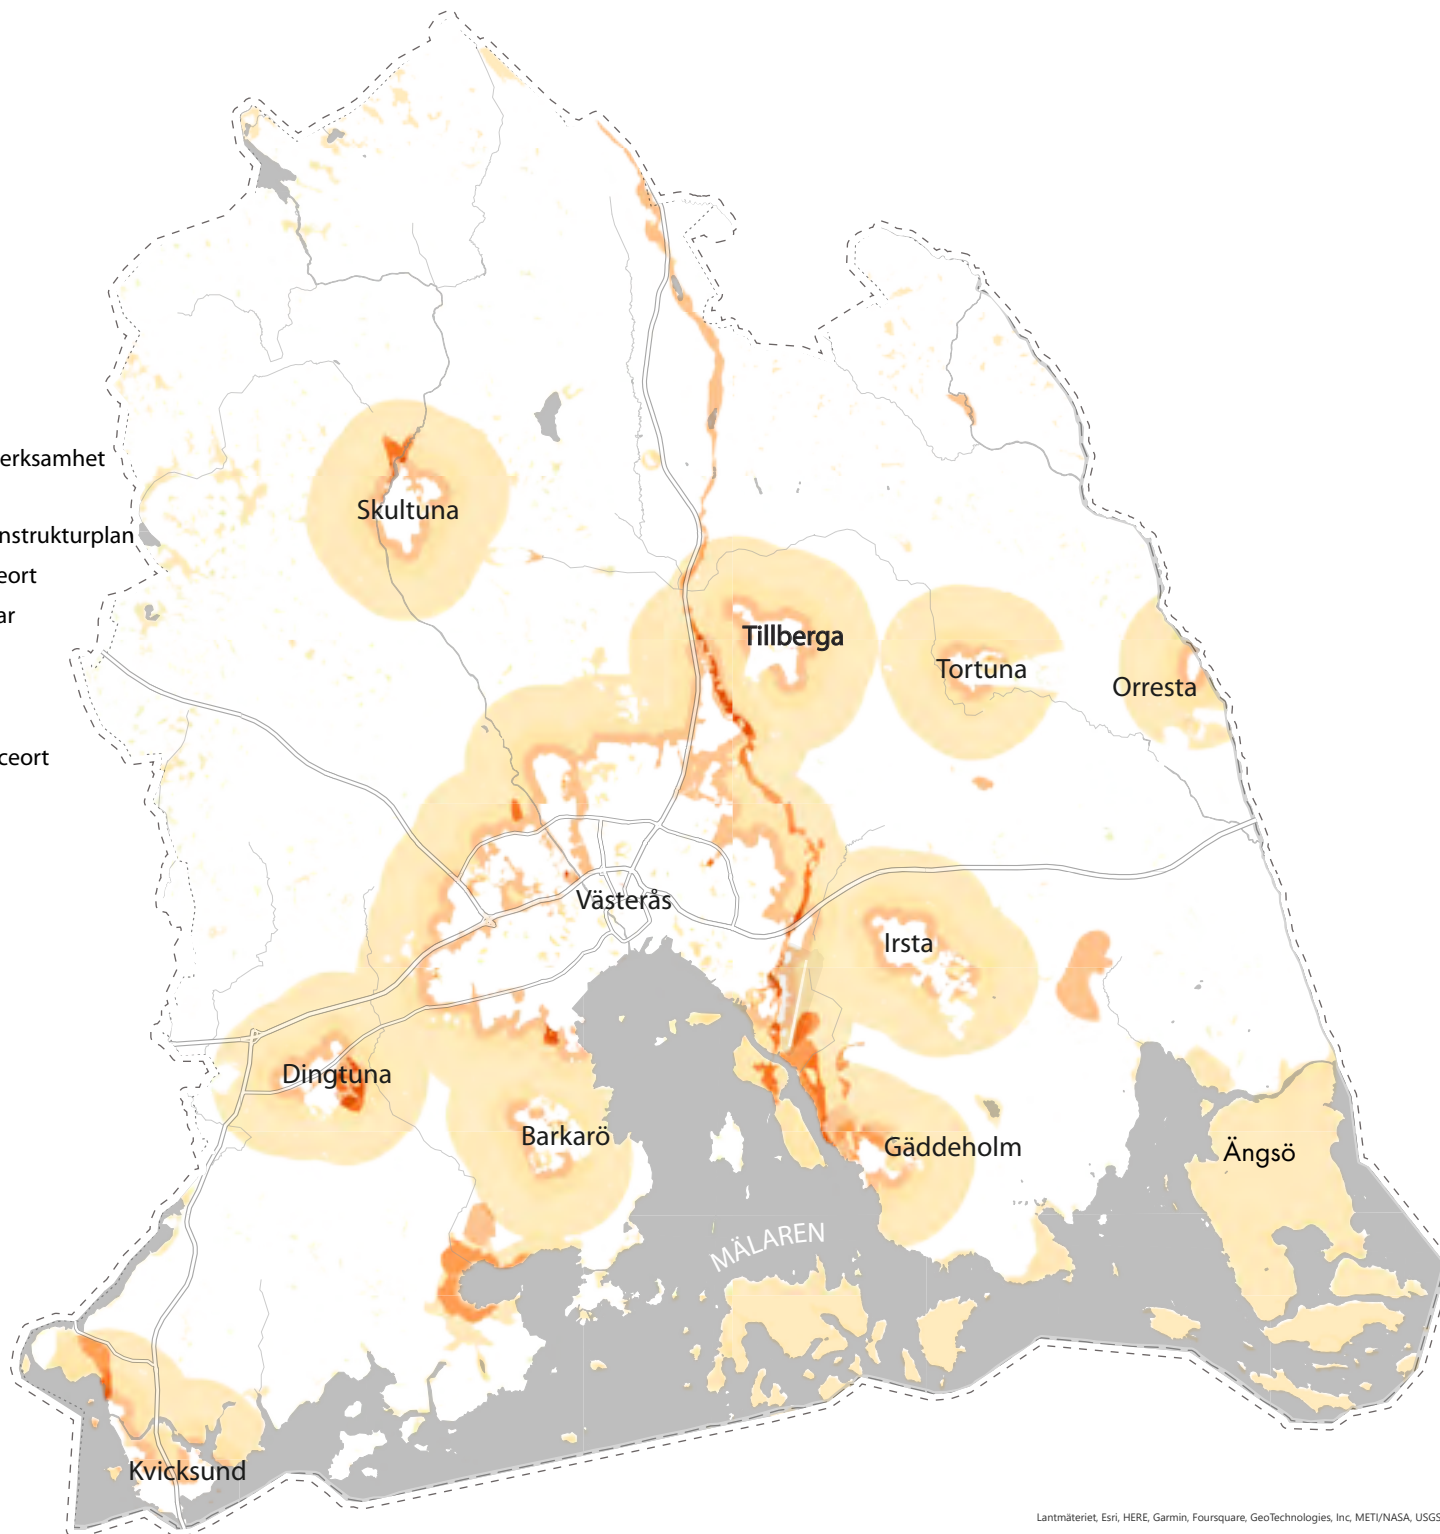 erksamhet
nstrukturplan
eort
ar
ceort
Skultuna
Tillberga
Tortuna
Orresta
Västerås
Irsta
Dingtuna
Barkarö
Gäddeholm
Ängsö
MÄLAREN
Kvicksund
Lantmäteriet, Esri, HERE, Garmin, Foursquare, GeoTechnologies, Inc, METI/NASA, USGS